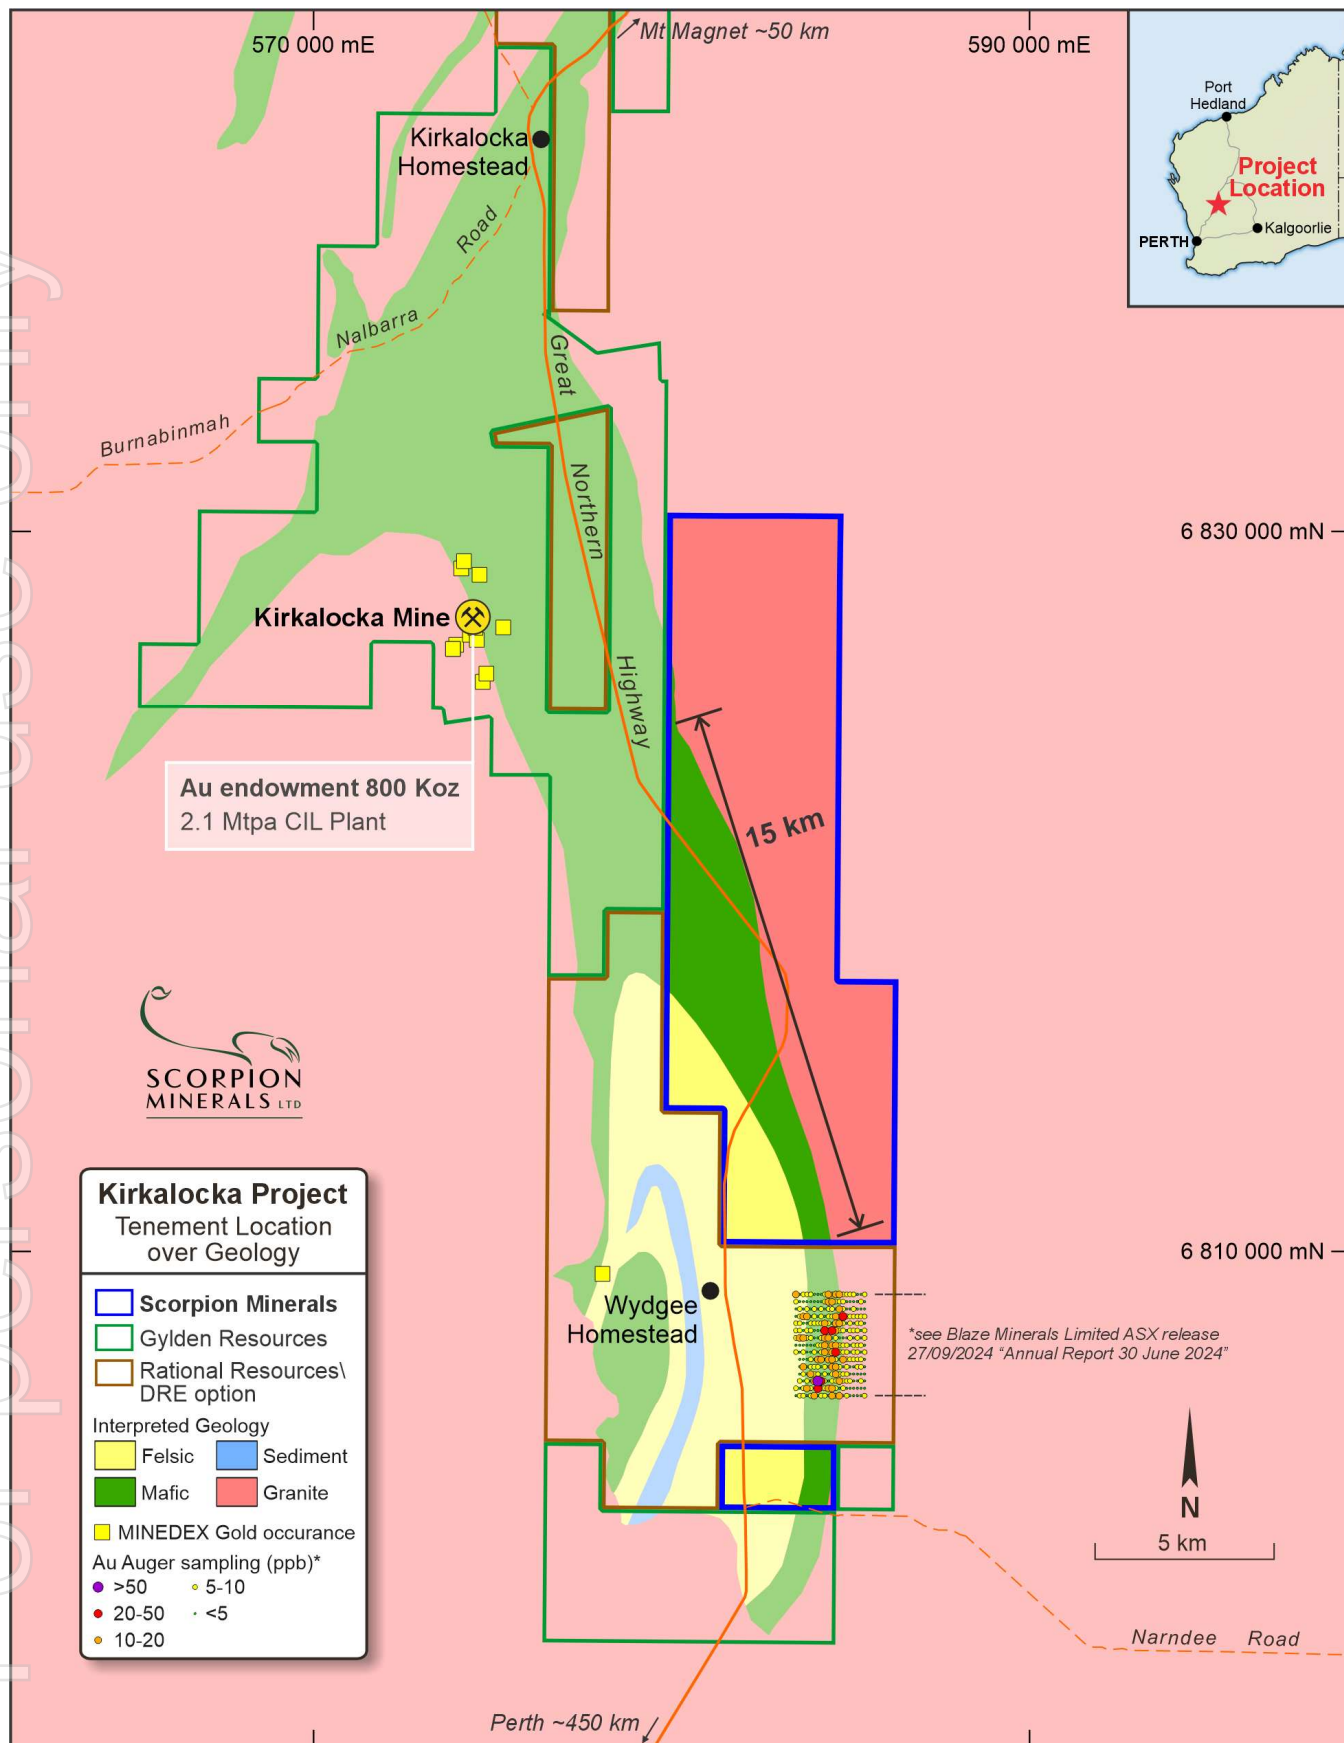 570 000 mE
Mt Magnet ~50 km
590 000 mE
Port
Hedland
Project
Location
Kalgoorlie
PERTH
Kirkalocka
Homestead
Road
Nalbarra
Burnabinmah
Great
Northern
Highway
6 830 000 mN
Kirkalocka Mine
Au endowment 800 Koz
2.1 Mtpa CIL Plant
15 km
SCORPION
MINERALS LTD
6 810 000 mN
Wydgee
Homestead
*see Blaze Minerals Limited ASX release
27/09/2024 “Annual Report 30 June 2024”
Kirkalocka Project
Tenement Location
over Geology
Scorpion Minerals
Gylden Resources
Rational Resources\
DRE option
Interpreted Geology
Felsic
Sediment
Mafic
Granite
MINEDEX Gold occurance
Au Auger sampling (ppb)*
>50
5-10
20-50
<5
10-20
N
5 km
Narndee Road
Perth ~450 km
For personal use only